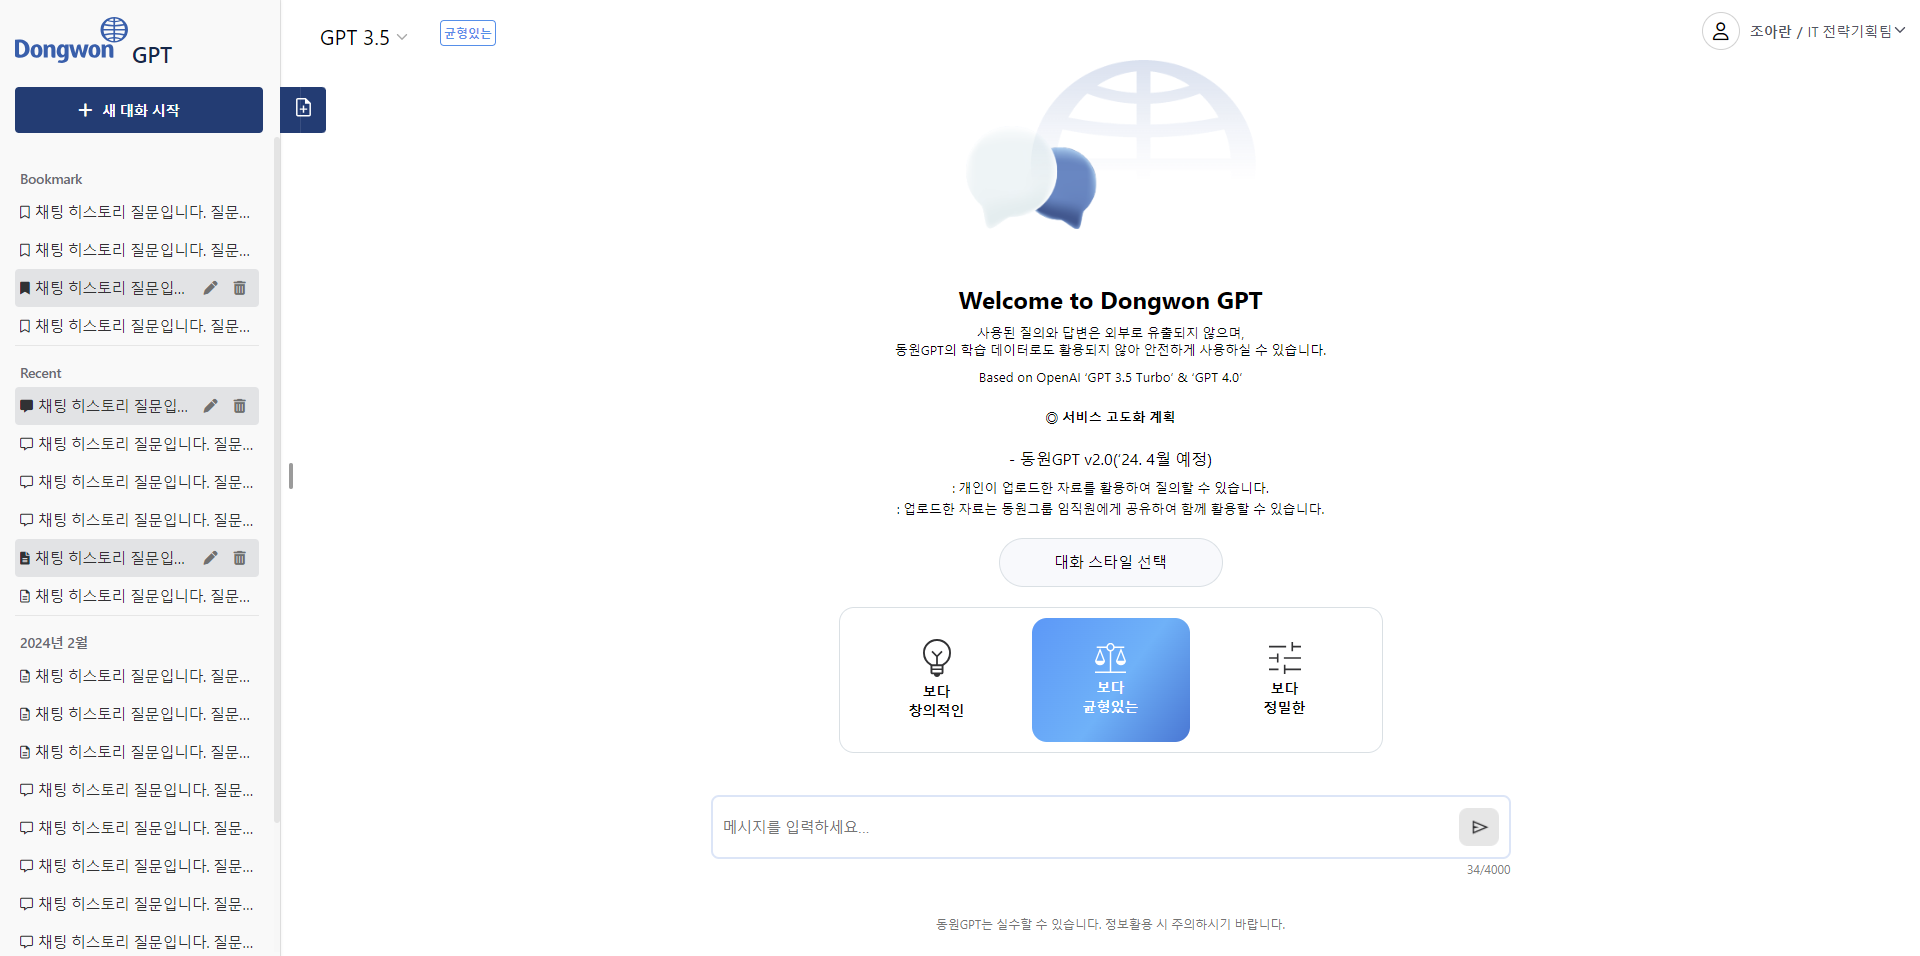 Dongwon GPT
새 대화 시작
Bookmark
채팅 히스토리 질문입니다. 질문...
채팅 히스토리 질문입니다. 질문...
채팅 히스토리 질문입...
채팅 히스토리 질문입니다. 질문...
Recent
채팅 히스토리 질문입...
채팅 히스토리 질문입니다. 질문...
채팅 히스토리 질문입니다. 질문...
채팅 히스토리 질문입니다. 질문...
채팅 히스토리 질문입...
채팅 히스토리 질문입니다. 질문...
2024년 2월
채팅 히스토리 질문입니다. 질문...
채팅 히스토리 질문입니다. 질문...
채팅 히스토리 질문입니다. 질문...
채팅 히스토리 질문입니다. 질문...
채팅 히스토리 질문입니다. 질문...
채팅 히스토리 질문입니다. 질문...
채팅 히스토리 질문입니다. 질문...
채팅 히스토리 질문입니다. 질문...
GPT 3.5
균형있는
조아란 / IT 전략기획팀
Welcome to Dongwon GPT
사용된 질의와 답변은 외부로 유출되지 않으며,
동원GPT의 학습 데이터로도 활용되지 않아 안전하게 사용하실 수 있습니다.
Based on OpenAI ‘GPT 3.5 Turbo’ & ‘GPT 4.0’
◎ 서비스 고도화 계획
- 동원GPT v2.0(‘24. 4월 예정)
: 개인이 업로드한 자료를 활용하여 질의할 수 있습니다.
: 업로드한 자료는 동원그룹 임직원에게 공유하여 함께 활용할 수 있습니다.
대화 스타일 선택
보다
창의적인
보다
균형있는
보다
정밀한
메시지를 입력하세요...
34/4000
동원GPT는 실수할 수 있습니다. 정보활용 시 주의하시기 바랍니다.